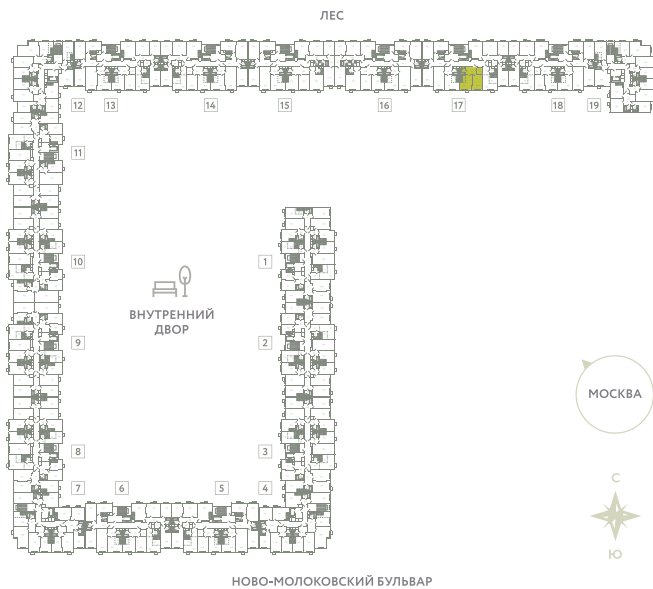 ЛЕС
12 13 14 15 16 17 18 19
11
10 1
ВНУТРЕННИЙ
ДВОР
9 2
МОСКВА
8 3
7 6 5 4
С
Ю
НОВО-МОЛОКОВСКИЙ БУЛЬВАР